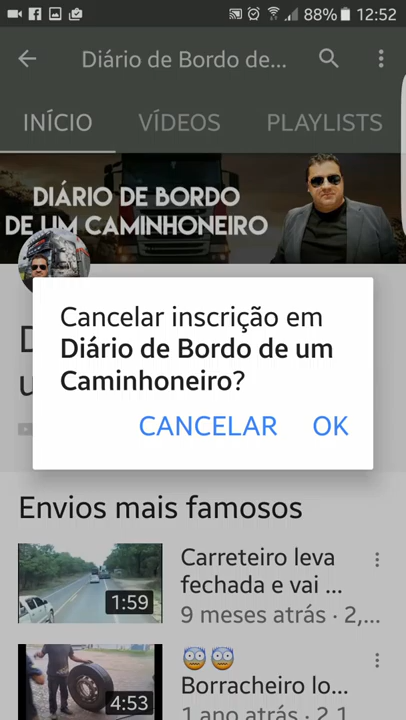 88% 12:52
Diário de Bordo de...
INÍCIO VÍDEOS PLAYLISTS
DIÁRIO DE BORDO
DE UM CAMINHONEIRO
Cancelar inscrição em
Diário de Bordo de um
Caminhoneiro?
CANCELAR OK
Envios mais famosos
Carreteiro leva
fechada e vai ...
9 meses atrás · 2,...
1:59
😨😨
Borracheiro lo...
1 ano atrás · 2...
4:53